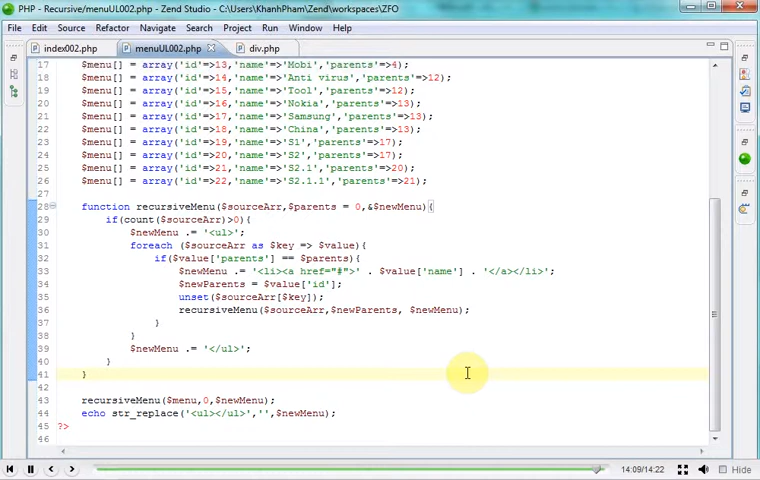 PHP - Recursive/menuUL002.php - Zend Studio - C:\Users\KhanhPham\Zend\workspaces\ZFO
File Edit Source Refactor Navigate Search Project Run Window Help
index002.php menuUL002.php div.php
17 $menu[] = array('id'=>13,'name'=>'Mobi','parents'=>4);
18 $menu[] = array('id'=>14,'name'=>'Anti virus','parents'=>12);
19 $menu[] = array('id'=>15,'name'=>'Tool','parents'=>12);
20 $menu[] = array('id'=>16,'name'=>'Nokia','parents'=>13);
21 $menu[] = array('id'=>17,'name'=>'Samsung','parents'=>13);
22 $menu[] = array('id'=>18,'name'=>'China','parents'=>13);
23 $menu[] = array('id'=>19,'name'=>'S1','parents'=>17);
24 $menu[] = array('id'=>20,'name'=>'S2','parents'=>17);
25 $menu[] = array('id'=>21,'name'=>'S2.1','parents'=>20);
26 $menu[] = array('id'=>22,'name'=>'S2.1.1','parents'=>21);
27
28 function recursiveMenu($sourceArr,$parents = 0,&$newMenu){
29 if(count($sourceArr)>0){
30 $newMenu .= '<ul>';
31 foreach ($sourceArr as $key => $value){
32 if($value['parents'] == $parents){
33 $newMenu .= '<li><a href="#">' . $value['name'] . '</a></li>';
34 $newParents = $value['id'];
35 unset($sourceArr[$key]);
36 recursiveMenu($sourceArr,$newParents, $newMenu);
37 }
38 }
39 $newMenu .= '</ul>';
40 }
41 }
42
43 recursiveMenu($menu,0,$newMenu);
44 echo str_replace('<ul></ul>','',$newMenu);
45 ?>
46
14:09/14:22 Hide